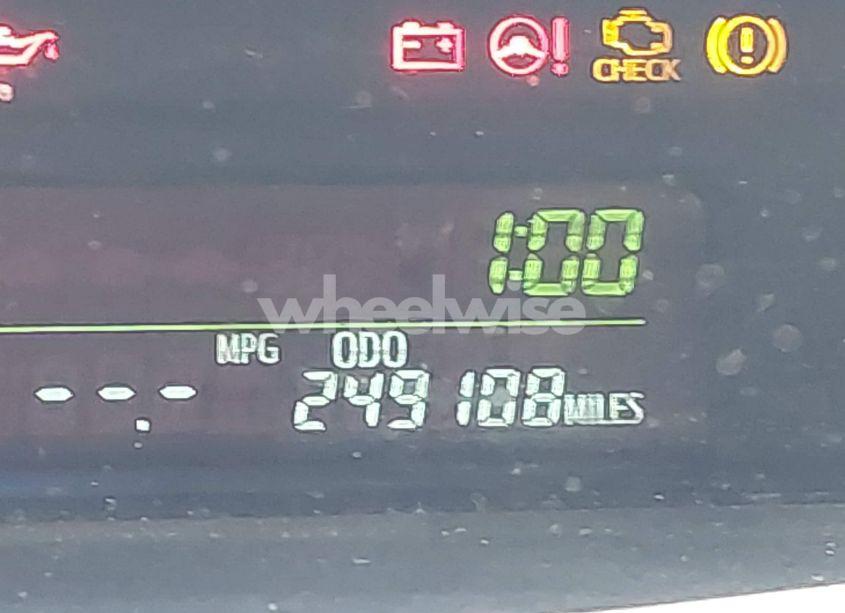 CHECK
1:00
wheelwise
MPG ODO
--.- 249108 MILES